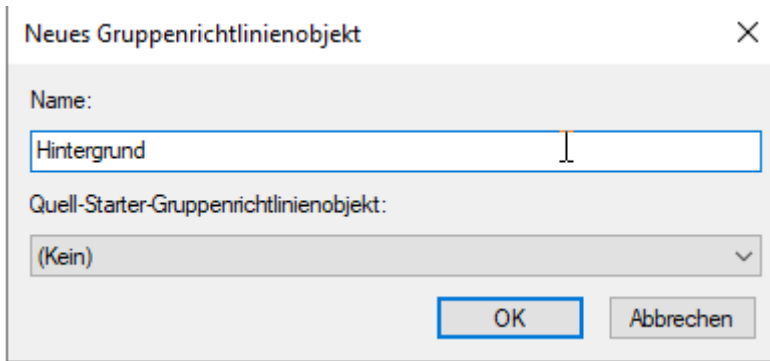 Neues Gruppenrichtlinienobjekt
Name:
Hintergrund
Quell-Starter-Gruppenrichtlinienobjekt:
(Kein)
OK Abbrechen